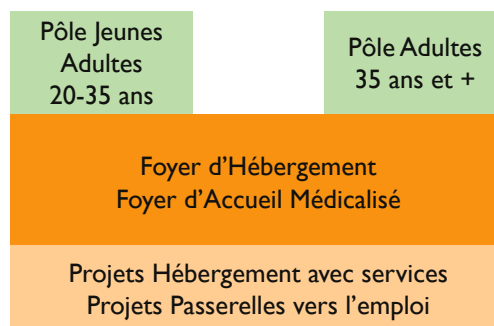 Pôle Jeunes
Adultes
20-35 ans
Pôle Adultes
35 ans et +
Foyer d’Hébergement
Foyer d’Accueil Médicalisé
Projets Hébergement avec services
Projets Passerelles vers l’emploi